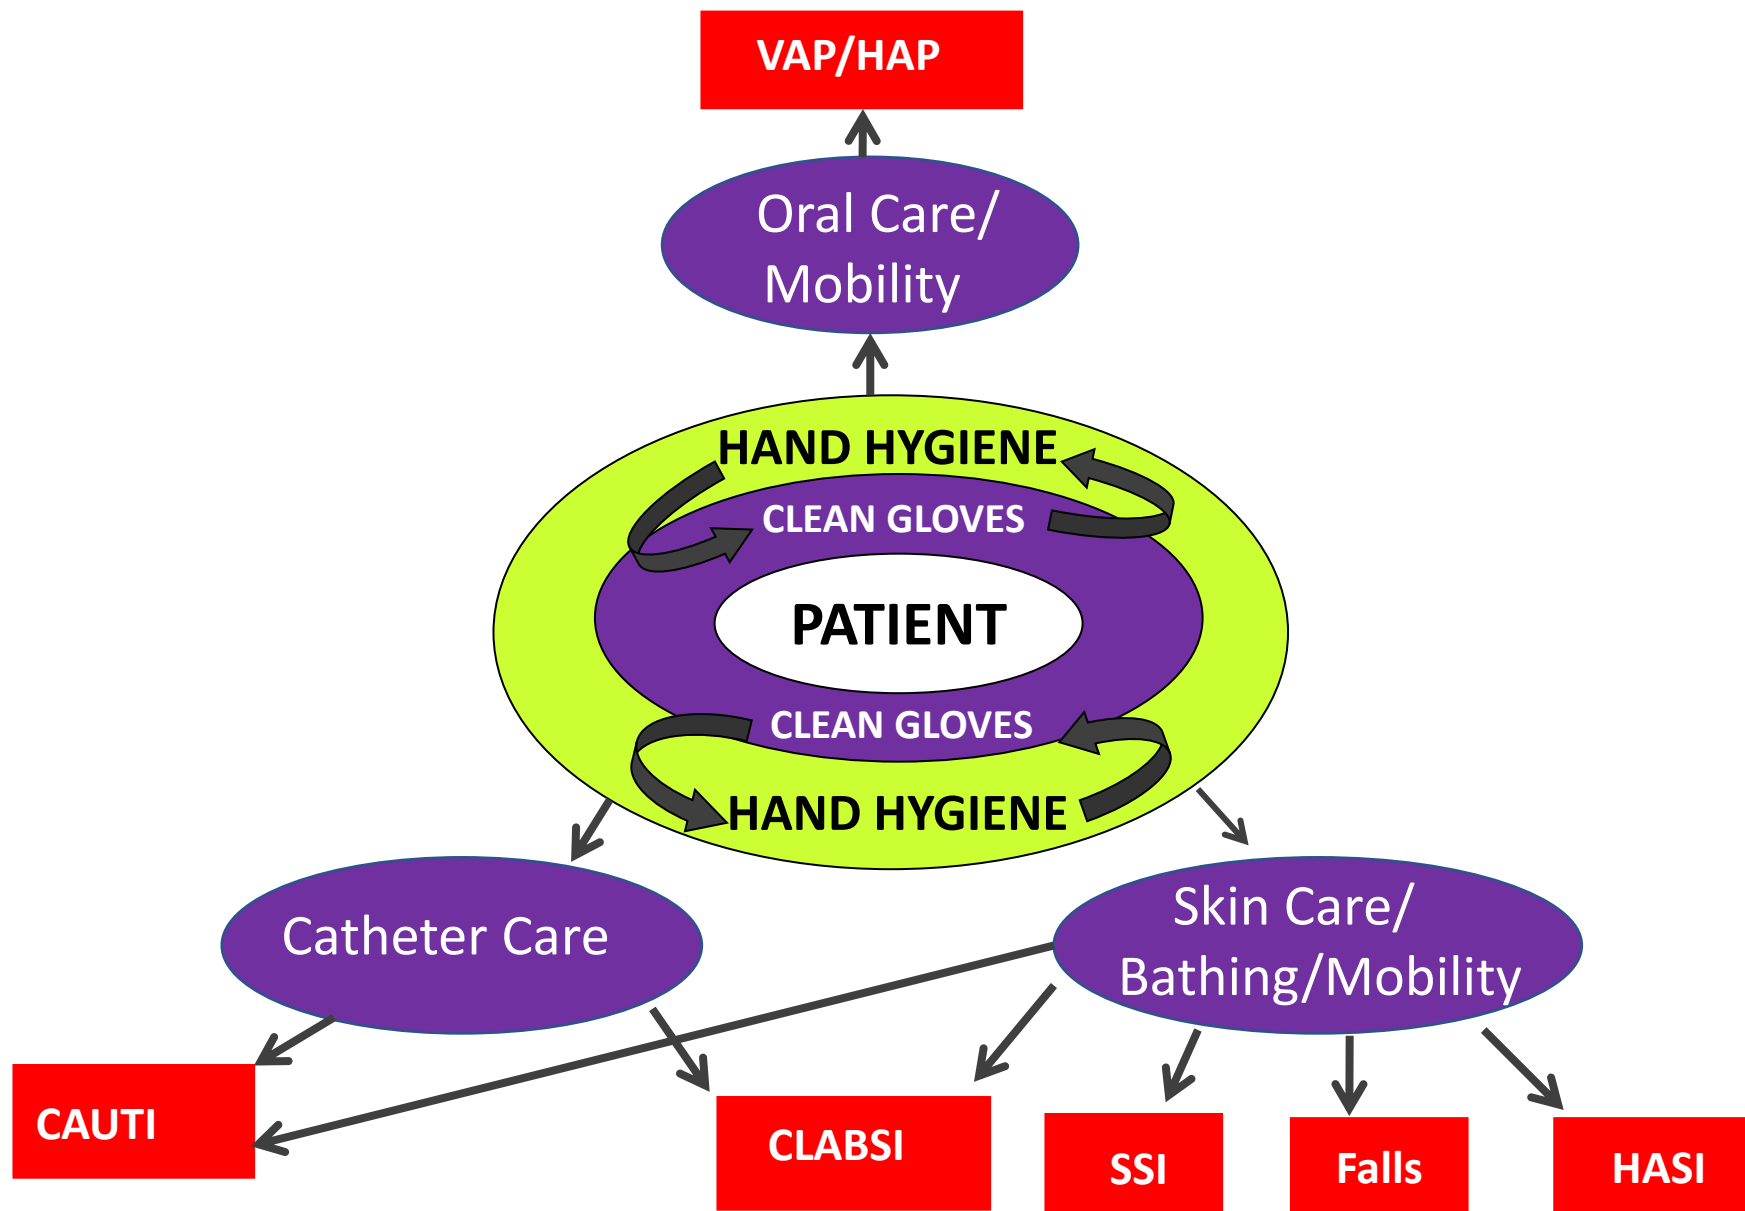 VAP/HAP
Oral Care/
Mobility
HAND HYGIENE
CLEAN GLOVES
PATIENT
CLEAN GLOVES
HAND HYGIENE
Catheter Care
Skin Care/
Bathing/Mobility
CAUTI
CLABSI
SSI
Falls
HASI